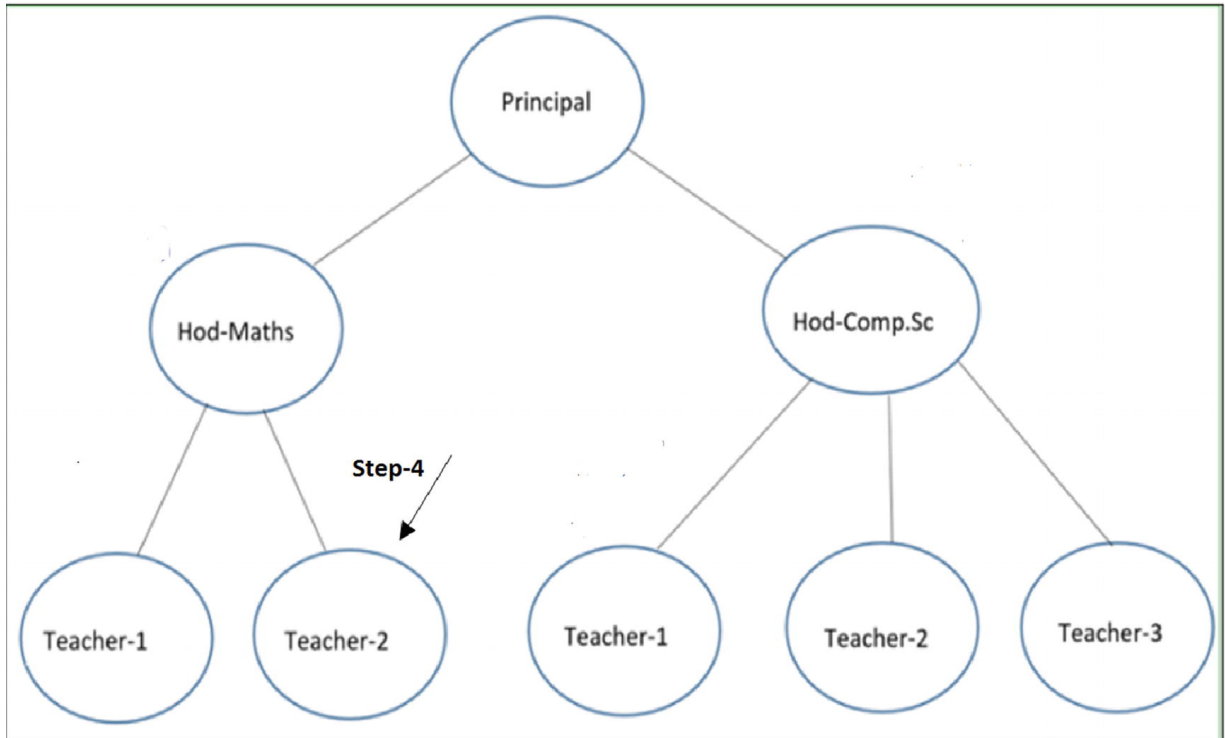 Principal
Hod-Maths
Hod-Comp.Sc
Step-4
Teacher-1
Teacher-2
Teacher-1
Teacher-2
Teacher-3